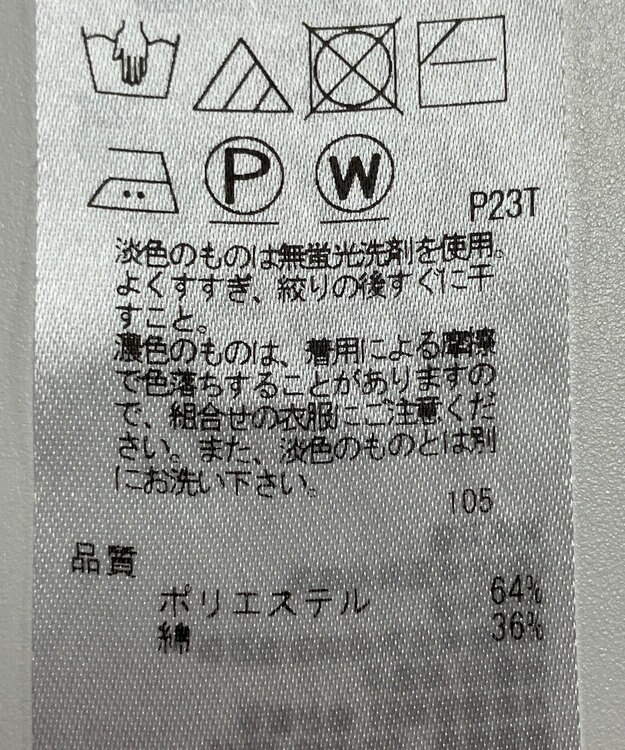 P W
P23T
淡色のものは無蛍光洗剤を使用。
よくすすぎ、絞りの後すぐに干
すこと。
濃色のものは、着用による摩擦
で色落ちすることがありますの
で、組合せの衣服にご注意くだ
さい。また、淡色のものとは別
にお洗い下さい。
105
品質
ポリエステル 64%
綿 36%